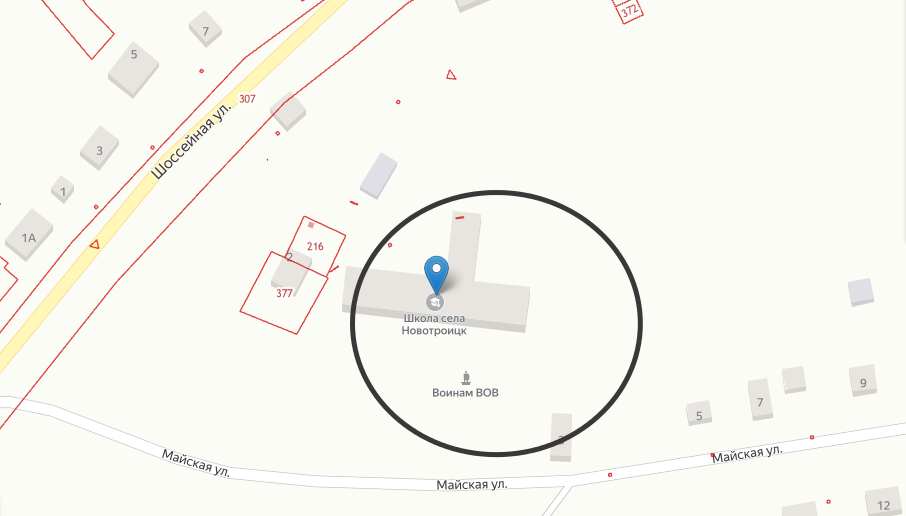 372
7
5
307
Шоссейная ул.
3
1
1А
216
2
377
Школа села
Новотроицк
Воинам ВОВ
9
7
5
3
Майская ул.
Майская ул.
Майская ул.
12